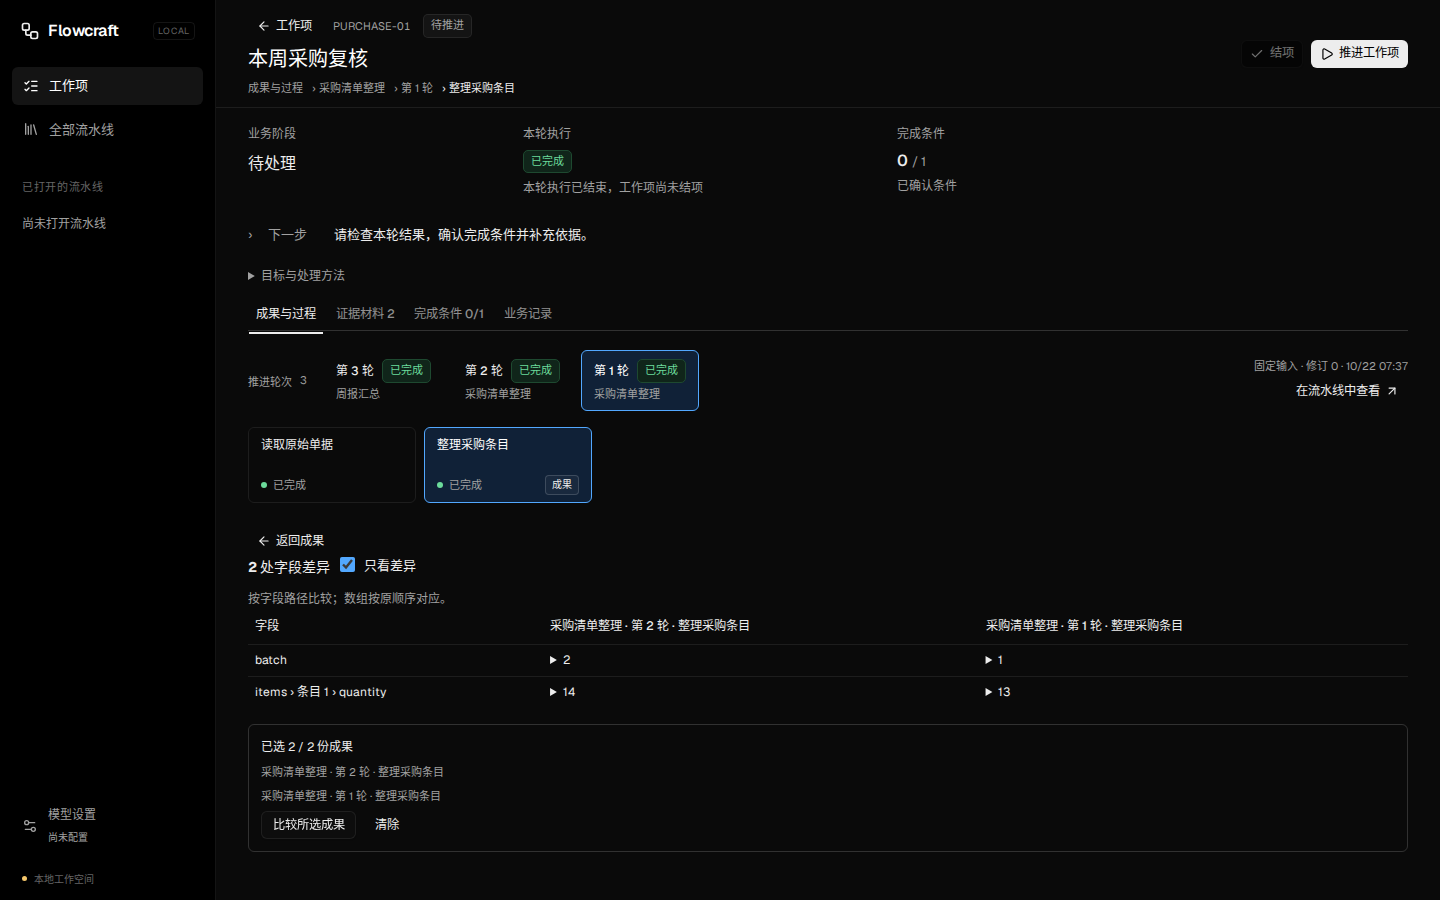 Flowcraft
LOCAL
工作项
全部流水线
已打开的流水线
尚未打开流水线
模型设置
尚未配置
本地工作空间
工作项 PURCHASE-01 待推进
本周采购复核
成果与过程 › 采购清单整理 › 第 1 轮 › 整理采购条目
结项
推进工作项
业务阶段
待处理
本轮执行
已完成
本轮执行已结束，工作项尚未结项
完成条件
0 / 1
已确认条件
› 下一步 请检查本轮结果，确认完成条件并补充依据。
目标与处理方法
成果与过程 证据材料 2 完成条件 0/1 业务记录
推进轮次 3
第 3 轮 已完成
周报汇总
第 2 轮 已完成
采购清单整理
第 1 轮 已完成
采购清单整理
固定输入 · 修订 0 · 10/22 07:37
在流水线中查看
读取原始单据
已完成
整理采购条目
已完成 成果
返回成果
2 处字段差异 只看差异
按字段路径比较；数组按原顺序对应。
字段 采购清单整理 · 第 2 轮 · 整理采购条目 采购清单整理 · 第 1 轮 · 整理采购条目
batch 2 1
items › 条目 1 › quantity 14 13
已选 2 / 2 份成果
采购清单整理 · 第 2 轮 · 整理采购条目
采购清单整理 · 第 1 轮 · 整理采购条目
比较所选成果 清除